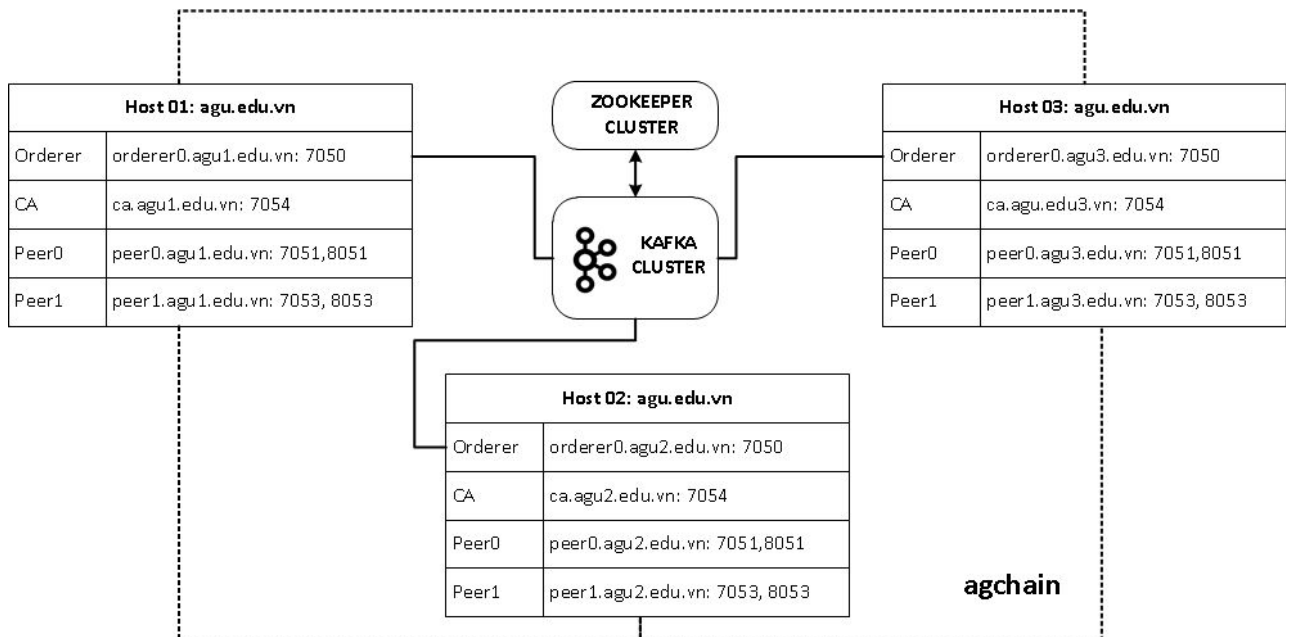 Host 01: agu.edu.vn
Orderer orderer0.agu1.edu.vn: 7050
CA ca.agu1.edu.vn: 7054
Peer0 peer0.agu1.edu.vn: 7051,8051
Peer1 peer1.agu1.edu.vn: 7053, 8053
ZOOKEEPER
CLUSTER
KAFKA
CLUSTER
Host 03: agu.edu.vn
Orderer orderer0.agu3.edu.vn: 7050
CA ca.agu.edu3.vn: 7054
Peer0 peer0.agu3.edu.vn: 7051,8051
Peer1 peer1.agu3.edu.vn: 7053, 8053
Host 02: agu.edu.vn
Orderer orderer0.agu2.edu.vn: 7050
CA ca.agu2.edu.vn: 7054
Peer0 peer0.agu2.edu.vn: 7051,8051
Peer1 peer1.agu2.edu.vn: 7053, 8053
agchain